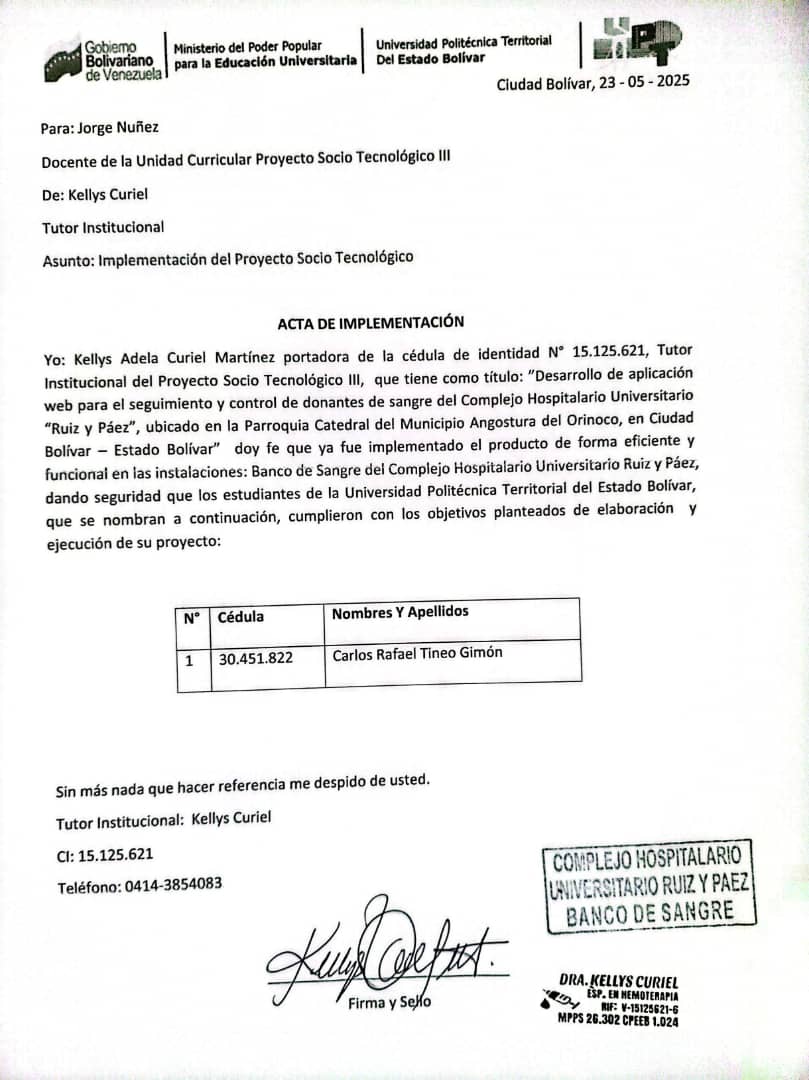 Gobierno
Bolivariano
de Venezuela
Ministerio del Poder Popular
para la Educación Universitaria
Universidad Politécnica Territorial
Del Estado Bolívar
Ciudad Bolívar, 23 - 05 - 2025
Para: Jorge Nuñez
Docente de la Unidad Curricular Proyecto Socio Tecnológico III
De: Kellys Curiel
Tutor Institucional
Asunto: Implementación del Proyecto Socio Tecnológico
ACTA DE IMPLEMENTACIÓN
Yo: Kellys Adela Curiel Martínez portadora de la cédula de identidad N° 15.125.621, Tutor
Institucional del Proyecto Socio Tecnológico III, que tiene como título: "Desarrollo de aplicación
web para el seguimiento y control de donantes de sangre del Complejo Hospitalario Universitario
"Ruiz y Páez", ubicado en la Parroquia Catedral del Municipio Angostura del Orinoco, en Ciudad
Bolívar – Estado Bolívar" doy fe que ya fue implementado el producto de forma eficiente y
funcional en las instalaciones: Banco de Sangre del Complejo Hospitalario Universitario Ruiz y Páez,
dando seguridad que los estudiantes de la Universidad Politécnica Territorial del Estado Bolívar,
que se nombran a continuación, cumplieron con los objetivos planteados de elaboración y
ejecución de su proyecto:
N° Cédula Nombres Y Apellidos
1 30.451.822 Carlos Rafael Tineo Gimón
Sin más nada que hacer referencia me despido de usted.
Tutor Institucional: Kellys Curiel
CI: 15.125.621
Teléfono: 0414-3854083
Firma y Sello
COMPLEJO HOSPITALARIO
UNIVERSITARIO RUIZ Y PAEZ
BANCO DE SANGRE
DRA. KELLYS CURIEL
ESP. EN HEMOTERAPIA
RIF: V-15125621-6
MPPS 26.302 CPEEB 1.024